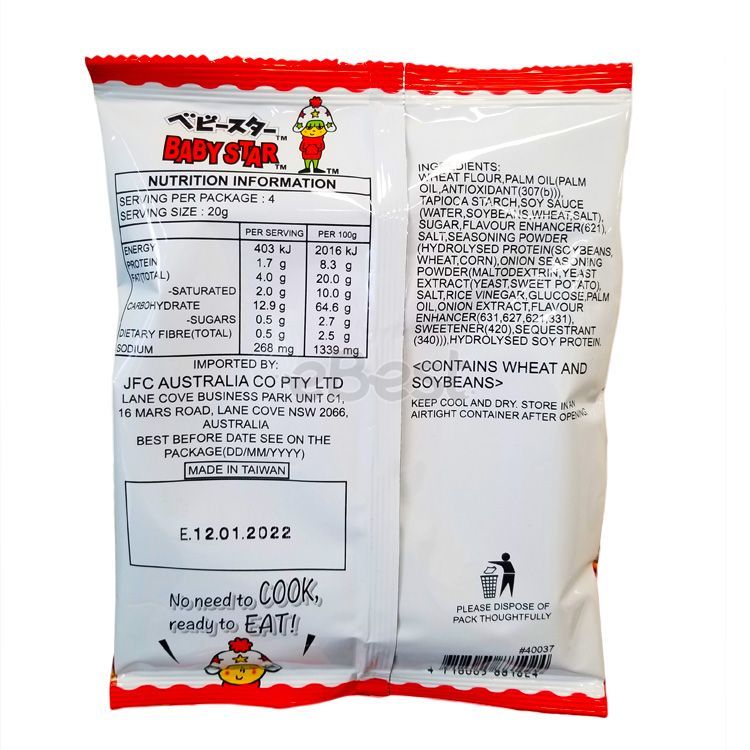 ベビースター™
BABY STAR™
™
NUTRITION INFORMATION
SERVING PER PACKAGE : 4
SERVING SIZE : 20g
PER SERVING PER 100g
ENERGY 403 kJ 2016 kJ
PROTEIN 1.7 g 8.3 g
FAT(TOTAL) 4.0 g 20.0 g
-SATURATED 2.0 g 10.0 g
CARBOHYDRATE 12.9 g 64.6 g
-SUGARS 0.5 g 2.7 g
DIETARY FIBRE(TOTAL) 0.5 g 2.5 g
SODIUM 268 mg 1339 mg
IMPORTED BY:
JFC AUSTRALIA CO PTY LTD
LANE COVE BUSINESS PARK UNIT C1,
16 MARS ROAD, LANE COVE NSW 2066,
AUSTRALIA
BEST BEFORE DATE SEE ON THE
PACKAGE(DD/MM/YYYY)
MADE IN TAIWAN
E.12.01.2022
No need to COOK,
ready to EAT!
INGREDIENTS:
WHEAT FLOUR,PALM OIL(PALM
OIL,ANTIOXIDANT(307(b))),
TAPIOCA STARCH,SOY SAUCE
(WATER,SOYBEANS,WHEAT,SALT),
SUGAR,FLAVOUR ENHANCER(621),
SALT,SEASONING POWDER
(HYDROLYSED PROTEIN(SOYBEANS,
WHEAT,CORN),ONION SEASONING
POWDER(MALTODEXTRIN,YEAST
EXTRACT(YEAST,SWEET POTATO),
SALT,RICE VINEGAR,GLUCOSE,PALM
OIL,ONION EXTRACT,FLAVOUR
ENHANCER(631,627,621,331),
SWEETENER(420),SEQUESTRANT
(340))),HYDROLYSED SOY PROTEIN.
<CONTAINS WHEAT AND
SOYBEANS>
KEEP COOL AND DRY. STORE IN AN
AIRTIGHT CONTAINER AFTER OPENING.
PLEASE DISPOSE OF
PACK THOUGHTFULLY
#40037
eBest